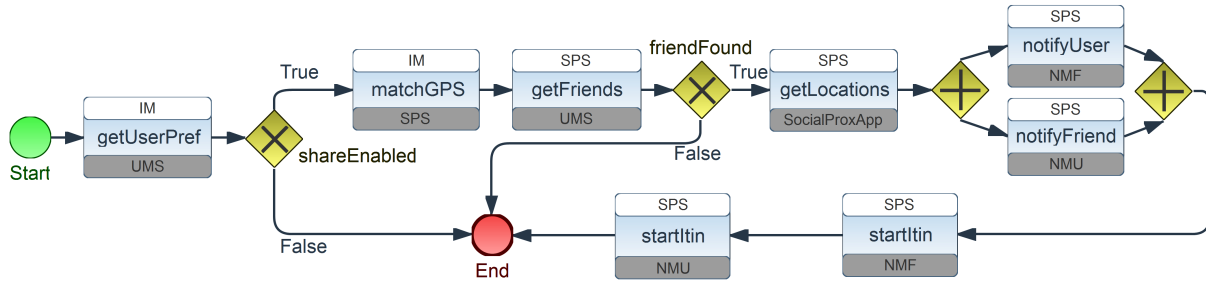 Start
IM
getUserPref
UMS
shareEnabled
True
False
IM
matchGPS
SPS
SPS
getFriends
UMS
friendFound
True
False
SPS
getLocations
SocialProxApp
SPS
notifyUser
NMF
SPS
notifyFriend
NMU
SPS
startItin
NMF
SPS
startItin
NMU
End